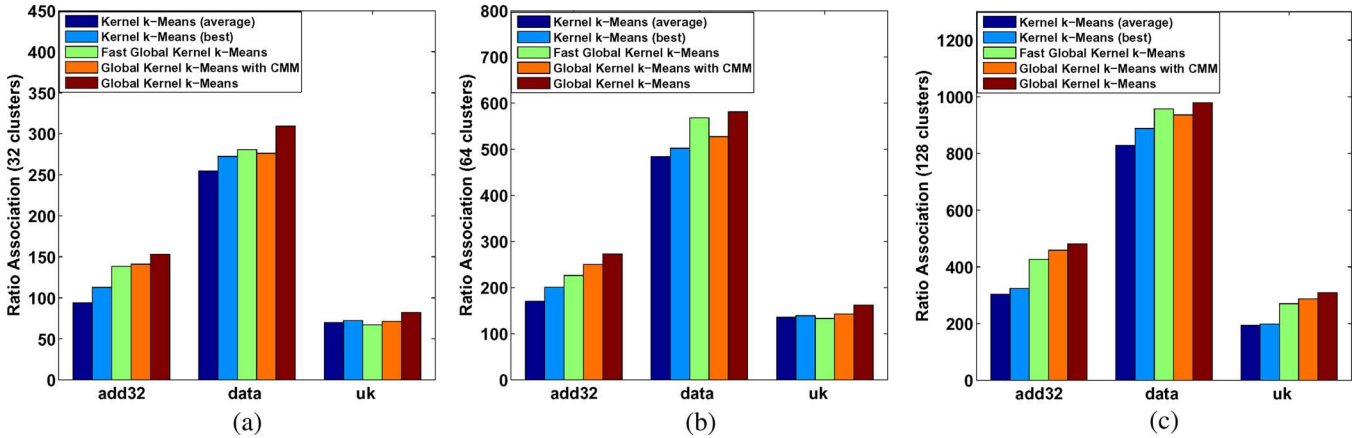 Ratio Association (32 clusters)
450
400
350
300
250
200
150
100
50
0
Kernel k−Means (average)
Kernel k−Means (best)
Fast Global Kernel k−Means
Global Kernel k−Means with CMM
Global Kernel k−Means
add32 data uk
(a)
Ratio Association (64 clusters)
800
700
600
500
400
300
200
100
0
Kernel k−Means (average)
Kernel k−Means (best)
Fast Global Kernel k−Means
Global Kernel k−Means with CMM
Global Kernel k−Means
add32 data uk
(b)
Ratio Association (128 clusters)
1200
1000
800
600
400
200
0
Kernel k−Means (average)
Kernel k−Means (best)
Fast Global Kernel k−Means
Global Kernel k−Means with CMM
Global Kernel k−Means
add32 data uk
(c)